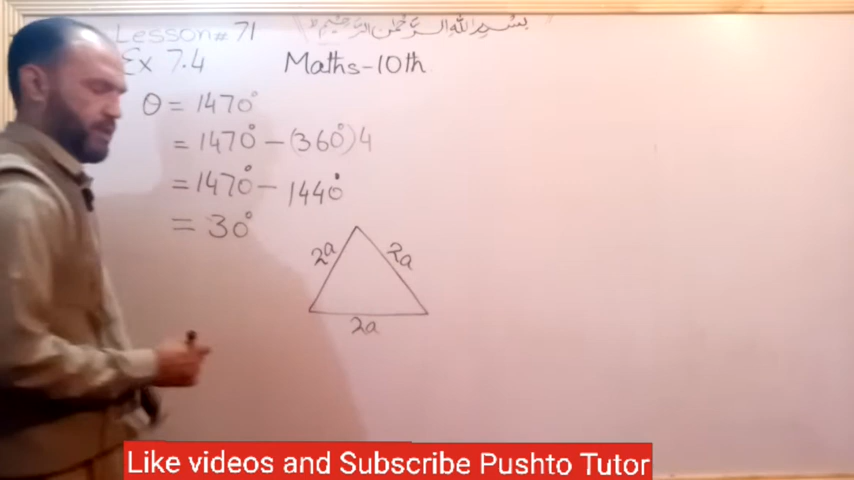 Lesson# 71
بسم الله الرحمن الرحيم
Ex 7.4
Maths-10th
θ = 1470°
= 1470° - (360°)4
= 1470° - 1440°
= 30°
2a
2a
2a
Like videos and Subscribe Pushto Tutor